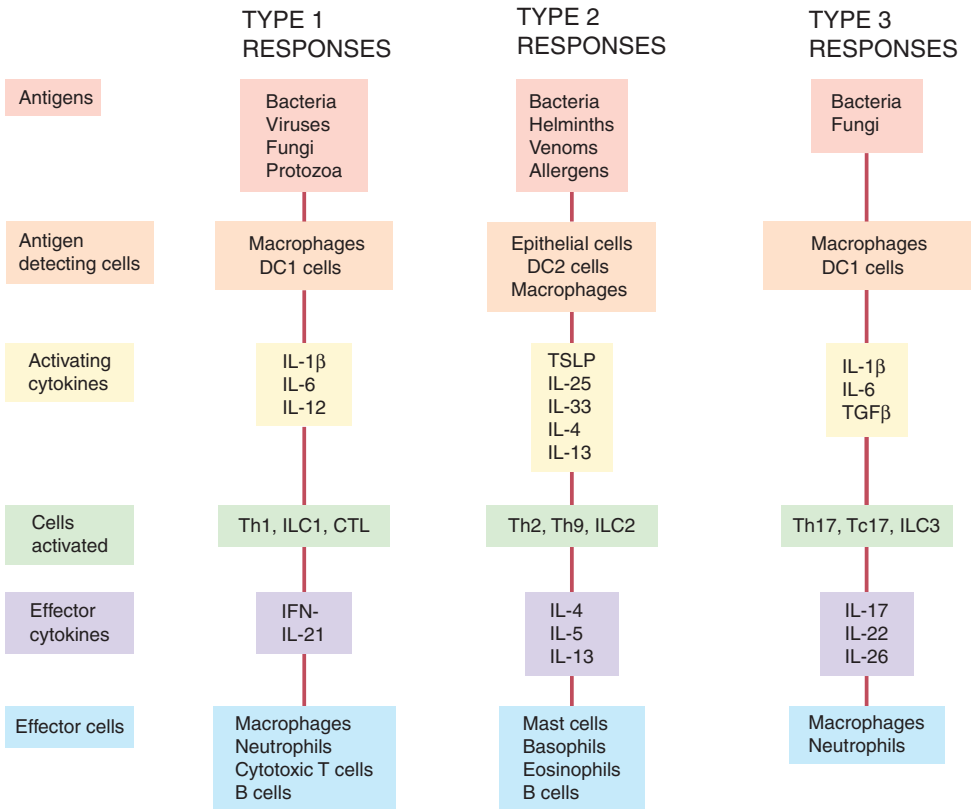 TYPE 1
RESPONSES
TYPE 2
RESPONSES
TYPE 3
RESPONSES
Antigens
Bacteria
Viruses
Fungi
Protozoa
Bacteria
Helminths
Venoms
Allergens
Bacteria
Fungi
Antigen
detecting cells
Macrophages
DC1 cells
Epithelial cells
DC2 cells
Macrophages
Macrophages
DC1 cells
Activating
cytokines
IL-1β
IL-6
IL-12
TSLP
IL-25
IL-33
IL-4
IL-13
IL-1β
IL-6
TGFβ
Cells
activated
Th1, ILC1, CTL
Th2, Th9, ILC2
Th17, Tc17, ILC3
Effector
cytokines
IFN-
IL-21
IL-4
IL-5
IL-13
IL-17
IL-22
IL-26
Effector cells
Macrophages
Neutrophils
Cytotoxic T cells
B cells
Mast cells
Basophils
Eosinophils
B cells
Macrophages
Neutrophils